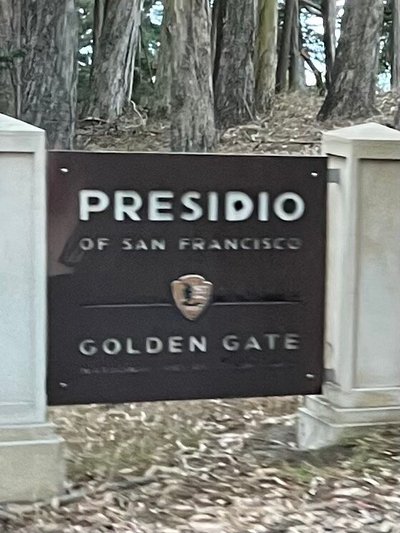 PRESIDIO
OF SAN FRANCISCO
GOLDEN GATE